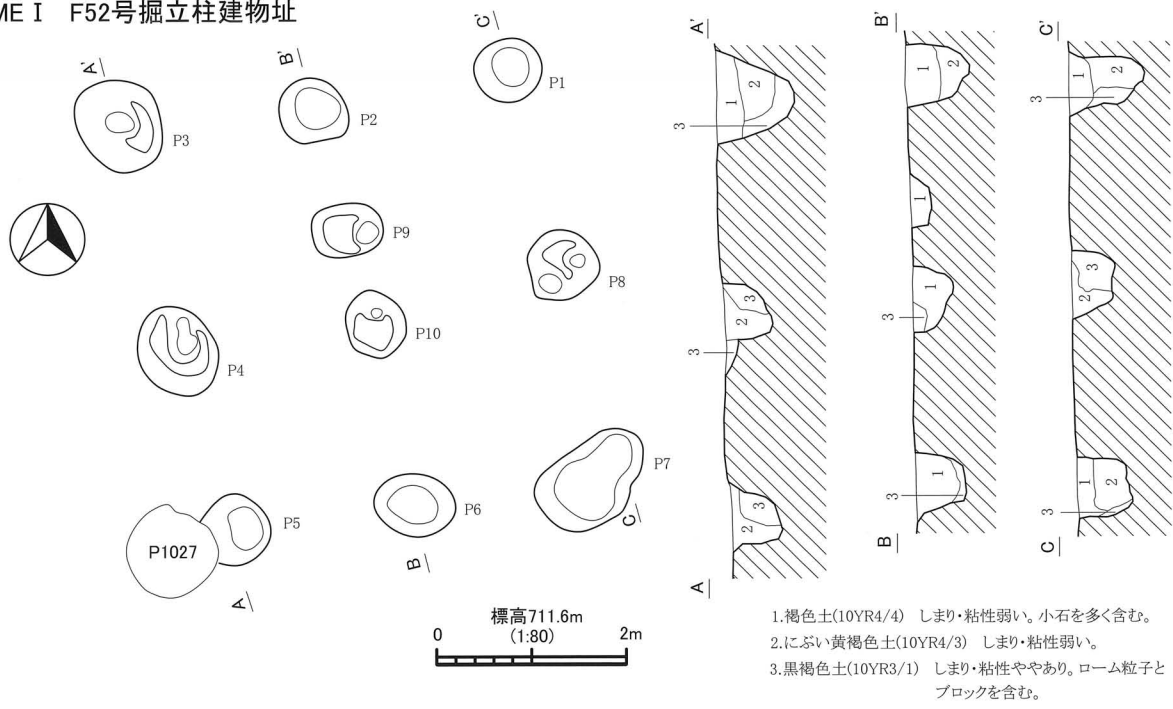 ME I F52号掘立柱建物址
A'
B'
C'
P3
P2
P1
P9
P8
P10
P4
P7
P6
P5
P1027
A
B
C
標高711.6m
(1:80)
0
2m
A'
1
2
3
3
2
3
3
2
A
B'
1
2
1
1
3
1
3
B
C'
1
2
3
3
2
1
2
3
C
1.褐色土(10YR4/4) しまり・粘性弱い。小石を多く含む。
2.にぶい黄褐色土(10YR4/3) しまり・粘性弱い。
3.黒褐色土(10YR3/1) しまり・粘性ややあり。ローム粒子と
ブロックを含む。